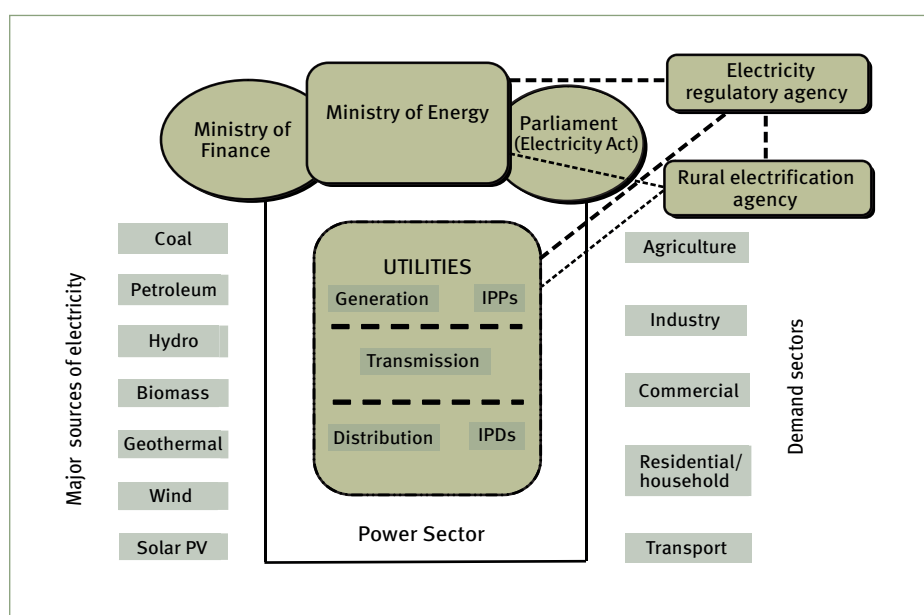 Ministry of
Finance
Ministry of Energy
Parliament
(Electricity Act)
Electricity
regulatory agency
Rural electrification
agency
Major sources of electricity
Coal
Petroleum
Hydro
Biomass
Geothermal
Wind
Solar PV
UTILITIES
Generation IPPs
Transmission
Distribution IPDs
Power Sector
Agriculture
Industry
Commercial
Residential/
household
Transport
Demand sectors